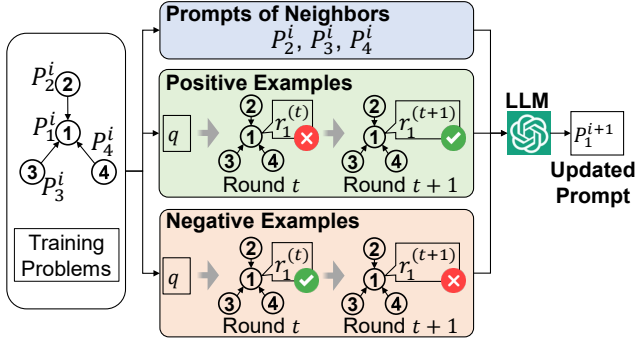 P_2^i
2
P_1^i
1
P_4^i
3
4
P_3^i
Training
Problems
Prompts of Neighbors
P_2^i, P_3^i, P_4^i
Positive Examples
q
2
1
r_1^(t)
3
4
Round t
2
1
r_1^(t+1)
3
4
Round t + 1
Negative Examples
q
2
1
r_1^(t)
3
4
Round t
2
1
r_1^(t+1)
3
4
Round t + 1
LLM
P_1^{i+1}
Updated
Prompt